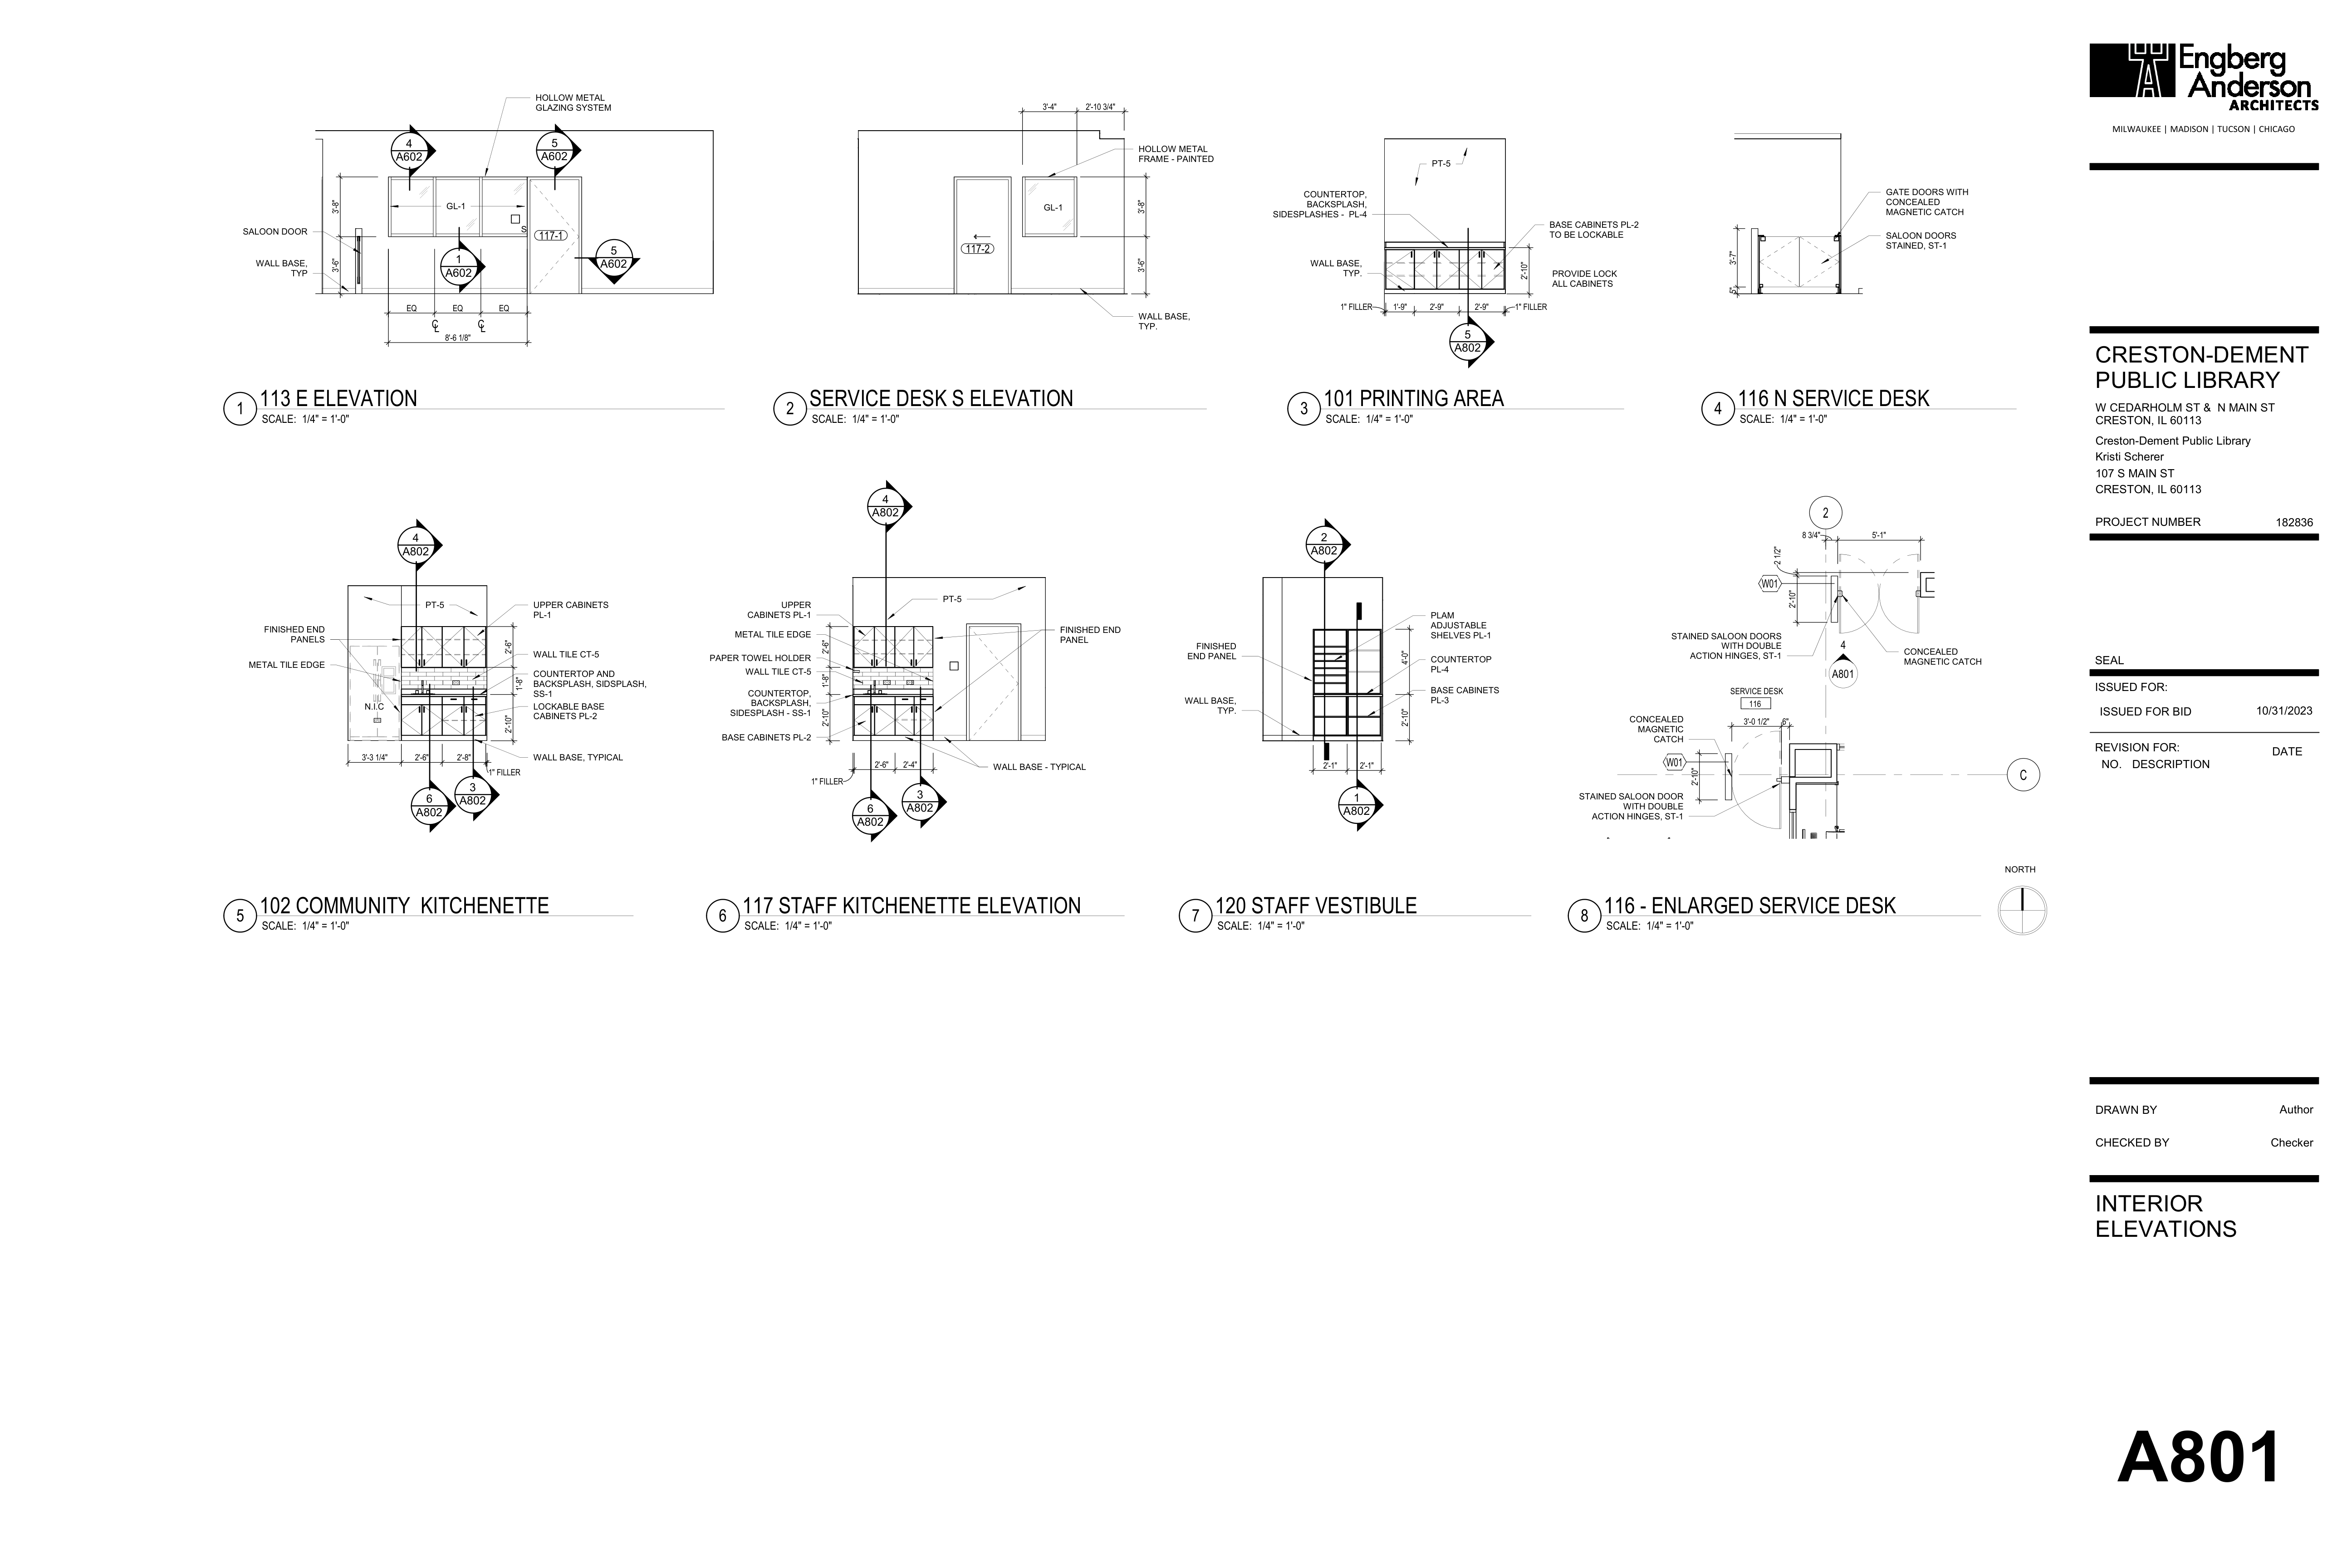 Engberg
Anderson
ARCHITECTS
MILWAUKEE | MADISON | TUCSON | CHICAGO
HOLLOW METAL
GLAZING SYSTEM
4
A602
5
A602
GL-1
S
117-1
SALOON DOOR
WALL BASE,
TYP
3'-8"
3'-6"
1
A602
5
A602
EQ
EQ
EQ
8'-6 1/8"
1
113 E ELEVATION
SCALE: 1/4" = 1'-0"
3'-4"
2'-10 3/4"
HOLLOW METAL
FRAME - PAINTED
GL-1
117-2
3'-8"
3'-6"
WALL BASE,
TYP.
2
SERVICE DESK S ELEVATION
SCALE: 1/4" = 1'-0"
PT-5
COUNTERTOP,
BACKSPLASH,
SIDESPLASHES - PL-4
BASE CABINETS PL-2
TO BE LOCKABLE
WALL BASE,
TYP.
2'-10"
PROVIDE LOCK
ALL CABINETS
1" FILLER
1'-9"
2'-9"
2'-9"
1" FILLER
5
A802
3
101 PRINTING AREA
SCALE: 1/4" = 1'-0"
GATE DOORS WITH
CONCEALED
MAGNETIC CATCH
SALOON DOORS
STAINED, ST-1
3'-7"
5"
4
116 N SERVICE DESK
SCALE: 1/4" = 1'-0"
4
A802
PT-5
UPPER CABINETS
PL-1
FINISHED END
PANELS
METAL TILE EDGE
WALL TILE CT-5
COUNTERTOP AND
BACKSPLASH, SIDSPLASH,
SS-1
LOCKABLE BASE
CABINETS PL-2
N.I.C
2'-6"
1'-8"
2'-10"
WALL BASE, TYPICAL
3'-3 1/4"
2'-6"
2'-8"
1" FILLER
6
A802
3
A802
5
102 COMMUNITY KITCHENETTE
SCALE: 1/4" = 1'-0"
4
A802
PT-5
UPPER
CABINETS PL-1
METAL TILE EDGE
PAPER TOWEL HOLDER
WALL TILE CT-5
COUNTERTOP,
BACKSPLASH,
SIDESPLASH - SS-1
BASE CABINETS PL-2
2'-6"
1'-8"
2'-10"
FINISHED END
PANEL
WALL BASE - TYPICAL
1" FILLER
2'-6"
2'-4"
6
A802
3
A802
6
117 STAFF KITCHENETTE ELEVATION
SCALE: 1/4" = 1'-0"
2
A802
FINISHED
END PANEL
WALL BASE,
TYP.
PLAM
ADJUSTABLE
SHELVES PL-1
COUNTERTOP
PL-4
BASE CABINETS
PL-3
4'-0"
2'-10"
2'-1"
2'-1"
1
A802
7
120 STAFF VESTIBULE
SCALE: 1/4" = 1'-0"
2
8 3/4"
5'-1"
2 1/2"
W01
2'-10"
STAINED SALOON DOORS
WITH DOUBLE
ACTION HINGES, ST-1
4
A801
CONCEALED
MAGNETIC CATCH
SERVICE DESK
116
CONCEALED
MAGNETIC
CATCH
3'-0 1/2"
6"
W01
2'-10"
C
STAINED SALOON DOOR
WITH DOUBLE
ACTION HINGES, ST-1
8
116 - ENLARGED SERVICE DESK
SCALE: 1/4" = 1'-0"
NORTH
CRESTON-DEMENT
PUBLIC LIBRARY
W CEDARHOLM ST & N MAIN ST
CRESTON, IL 60113
Creston-Dement Public Library
Kristi Scherer
107 S MAIN ST
CRESTON, IL 60113
PROJECT NUMBER 182836
SEAL
ISSUED FOR:
ISSUED FOR BID 10/31/2023
REVISION FOR:
DATE
NO. DESCRIPTION
DRAWN BY Author
CHECKED BY Checker
INTERIOR
ELEVATIONS
A801